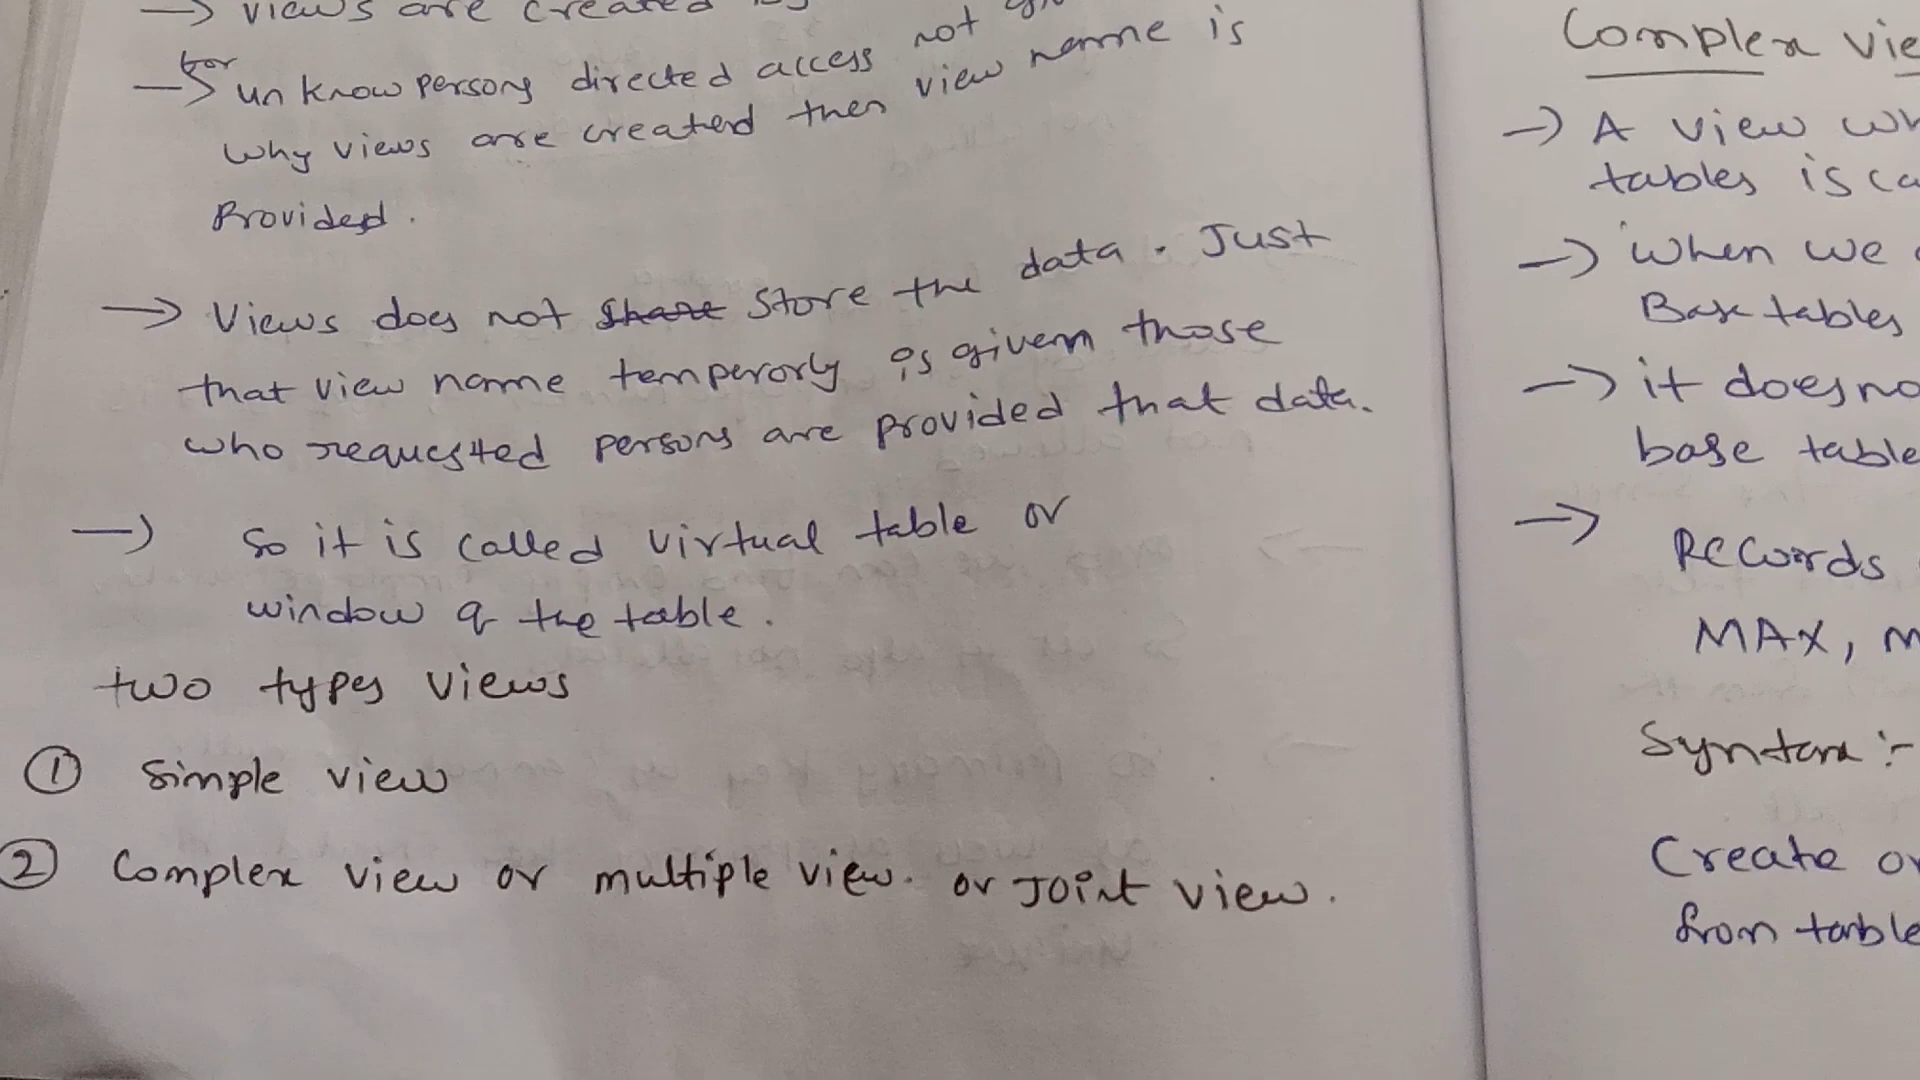 → views are created
→ for un know persons directed access not
why views are created then view name is
Provided.
→ Views does not share store the data. Just
that view name temperorly is given those
who requested persons are provided that data.
→ So it is called virtual table or
window of the table.
two types views
① Simple view
② Complex view or multiple view. or Joint view.
Complex vie
→ A view wh
tables is ca
→ when we
Base tables
→ it does no
base table
→ Records
MAX, m
Syntax :-
Create or
from table